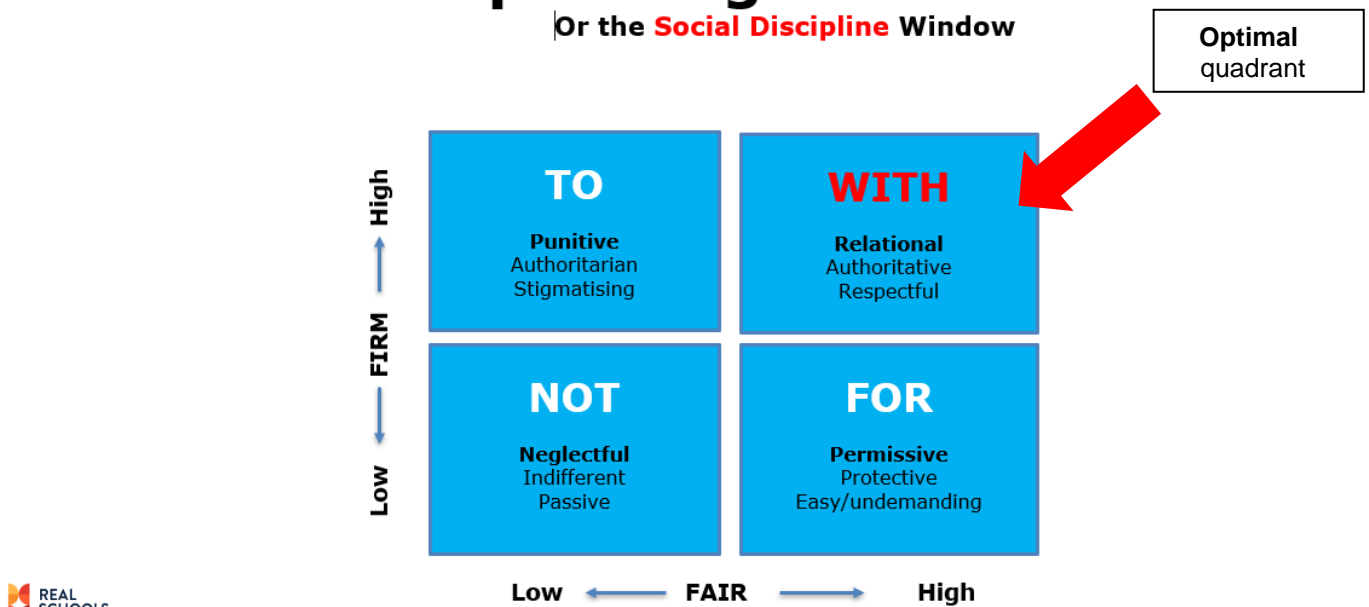 Or the Social Discipline Window
Optimal
quadrant
High
FIRM
Low
TO
Punitive
Authoritarian
Stigmatising
WITH
Relational
Authoritative
Respectful
NOT
Neglectful
Indifferent
Passive
FOR
Permissive
Protective
Easy/undemanding
Low
FAIR
High
REAL
SCHOOLS